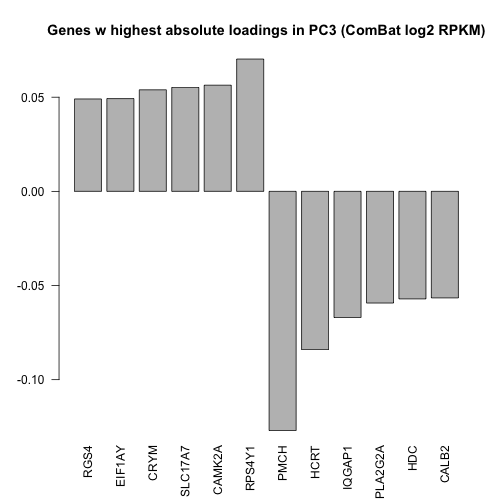 Genes w highest absolute loadings in PC3 (ComBat log2 RPKM)
0.05
0.00
-0.05
-0.10
RGS4
EIF1AY
CRYM
SLC17A7
CAMK2A
RPS4Y1
PMCH
HCRT
IQGAP1
PLA2G2A
HDC
CALB2